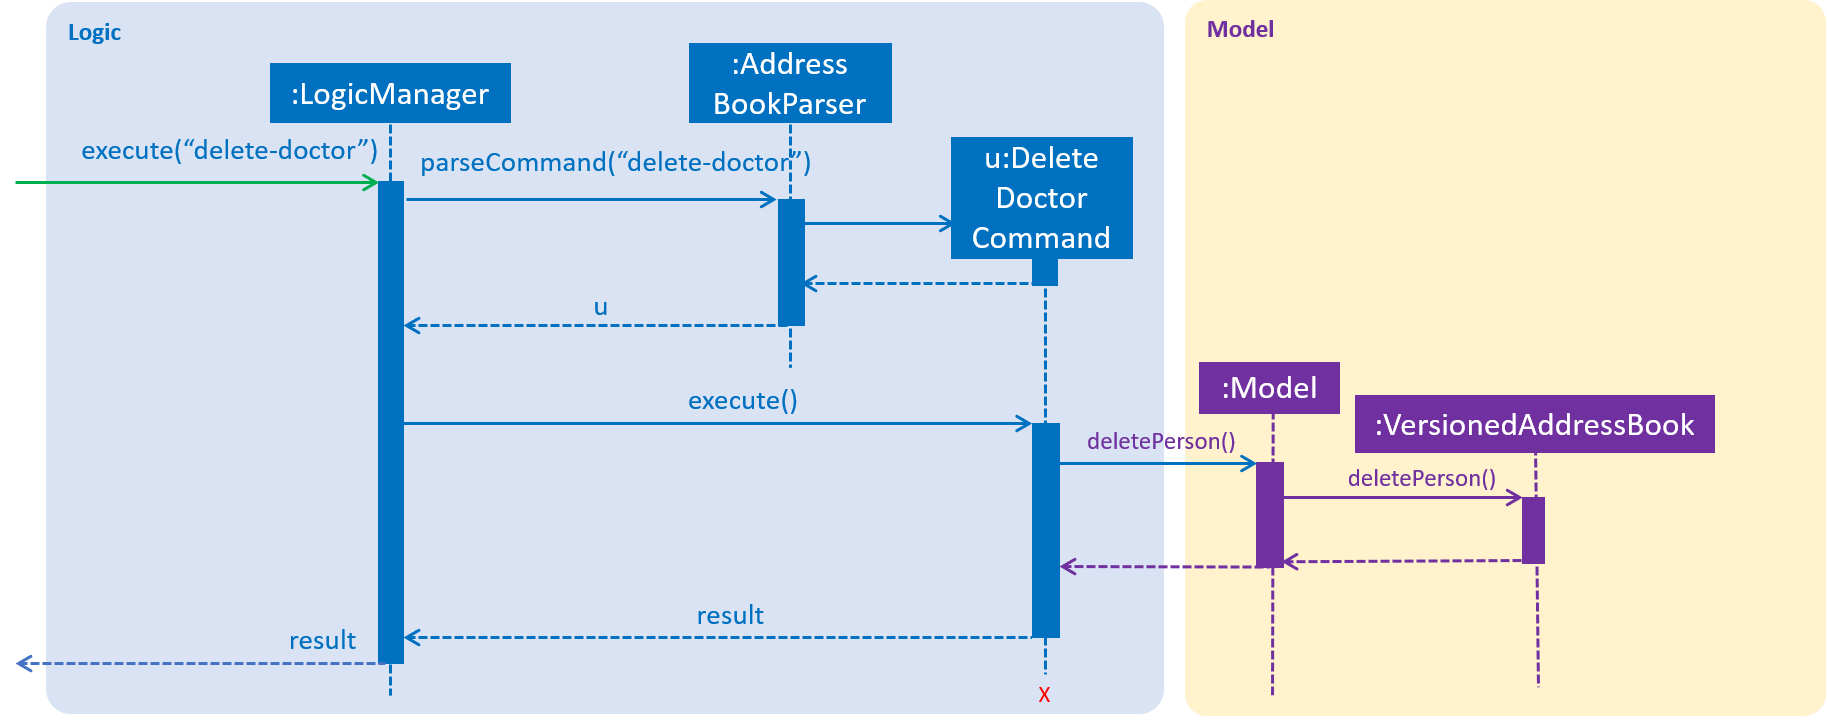 Logic
Model
:LogicManager
:Address
BookParser
execute(“delete-doctor”)
parseCommand(“delete-doctor”)
u:Delete
Doctor
Command
u
execute()
:Model
:VersionedAddressBook
deletePerson()
deletePerson()
result
result
X